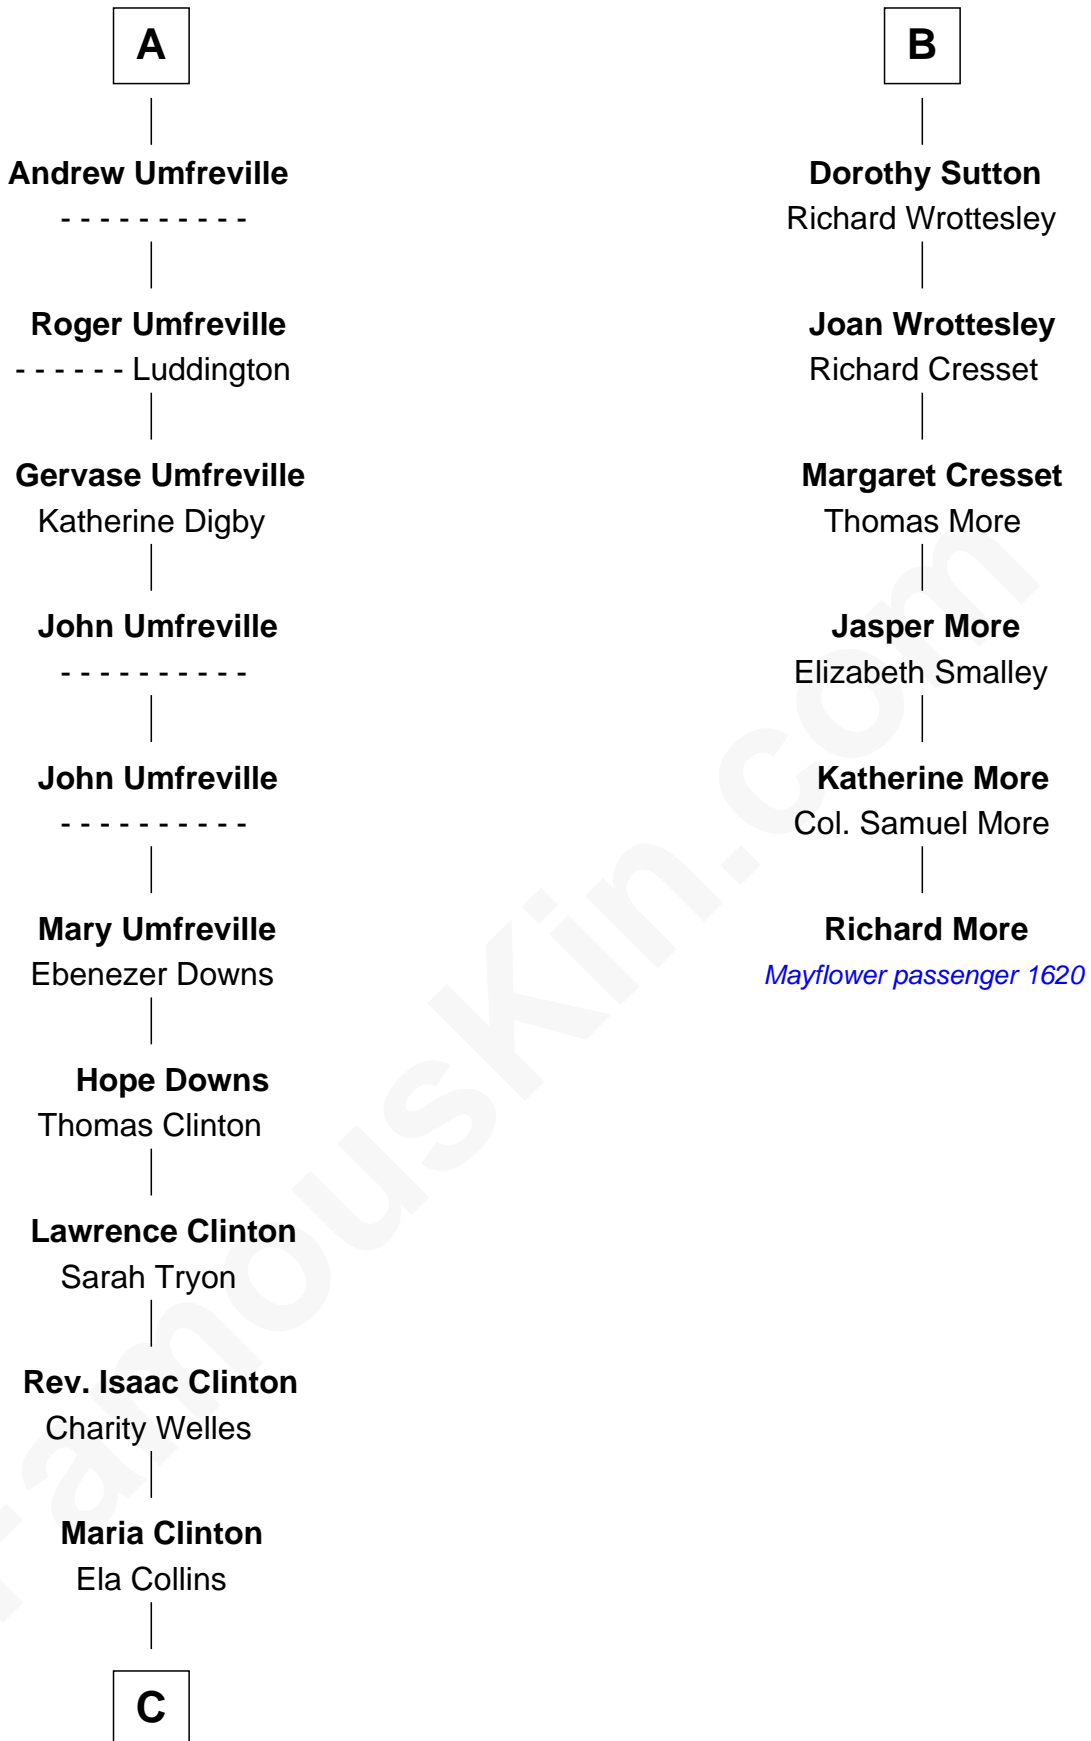 A
Andrew Umfreville
- - - - - - - - - -
Roger Umfreville
- - - - - - Luddington
Gervase Umfreville
Katherine Digby
John Umfreville
- - - - - - - - - -
John Umfreville
- - - - - - - - - -
Mary Umfreville
Ebenezer Downs
Hope Downs
Thomas Clinton
Lawrence Clinton
Sarah Tryon
Rev. Isaac Clinton
Charity Welles
Maria Clinton
Ela Collins
C
B
Dorothy Sutton
Richard Wrottesley
Joan Wrottesley
Richard Cresset
Margaret Cresset
Thomas More
Jasper More
Elizabeth Smalley
Katherine More
Col. Samuel More
Richard More
Mayflower passenger 1620
FamousKin.com